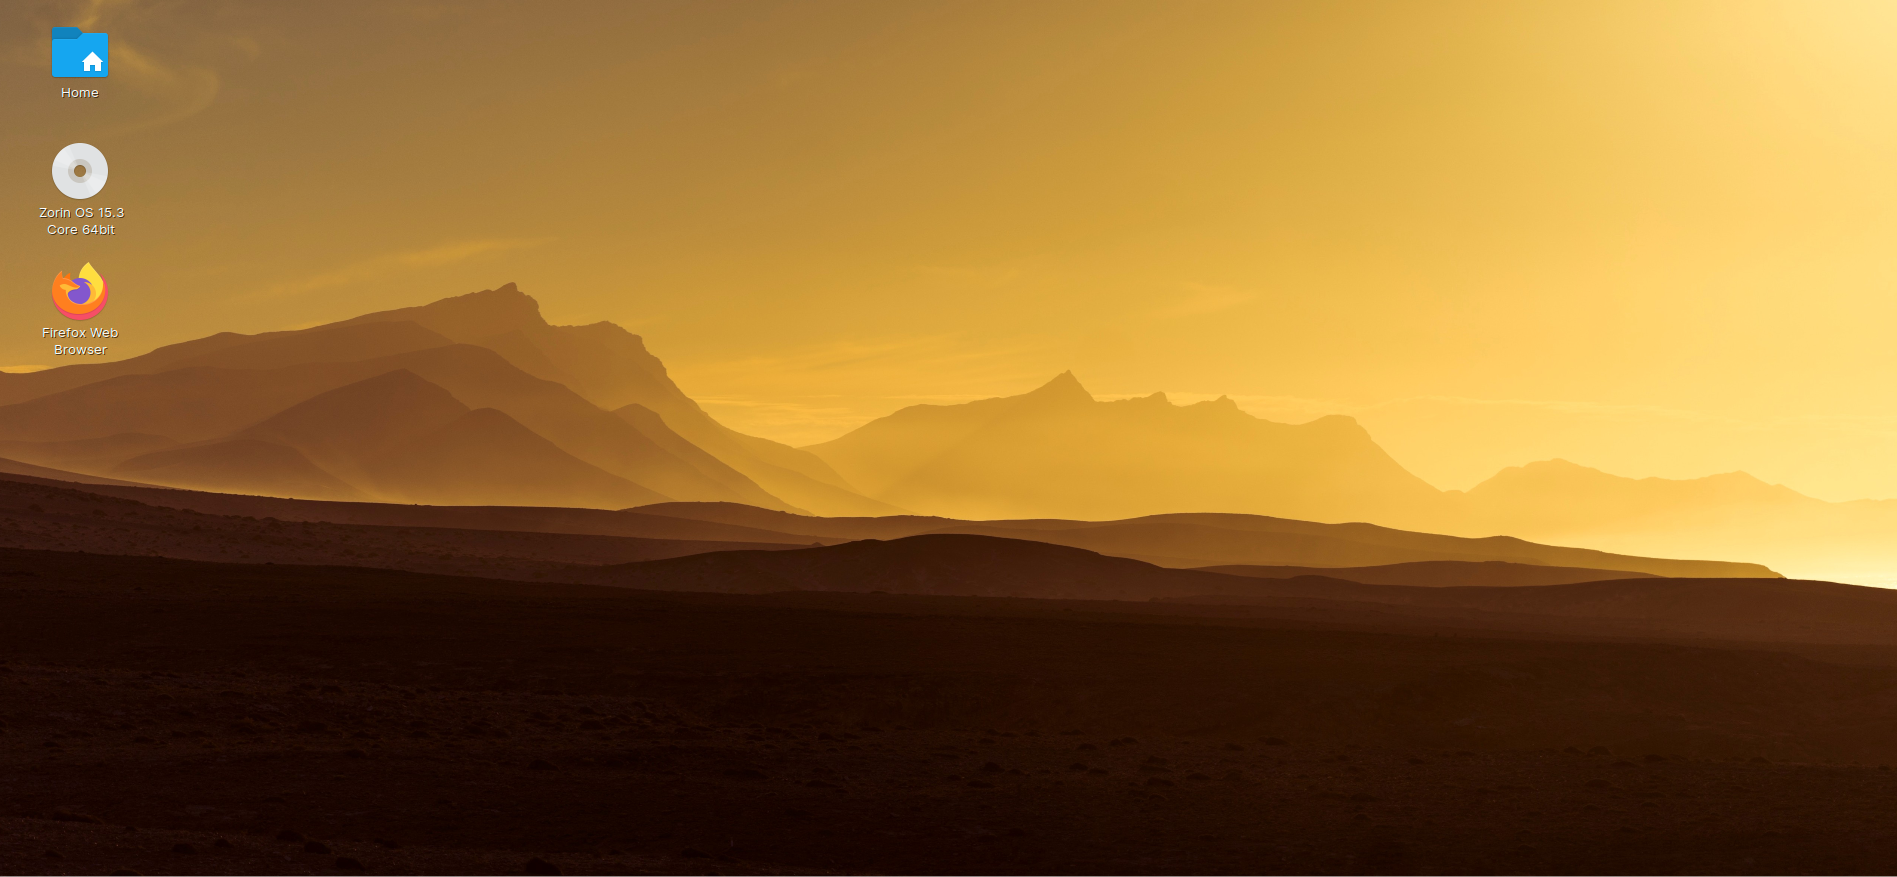 Home
Zorin OS 15.3
Core 64bit
Firefox Web
Browser